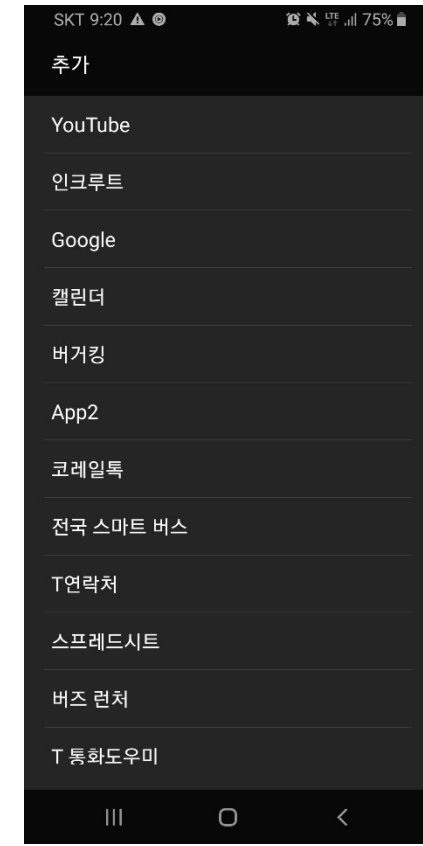 SKT 9:20 LTE 75%
추가
YouTube
인크루트
Google
캘린더
버거킹
App2
코레일톡
전국 스마트 버스
T연락처
스프레드시트
버즈 런처
T 통화도우미